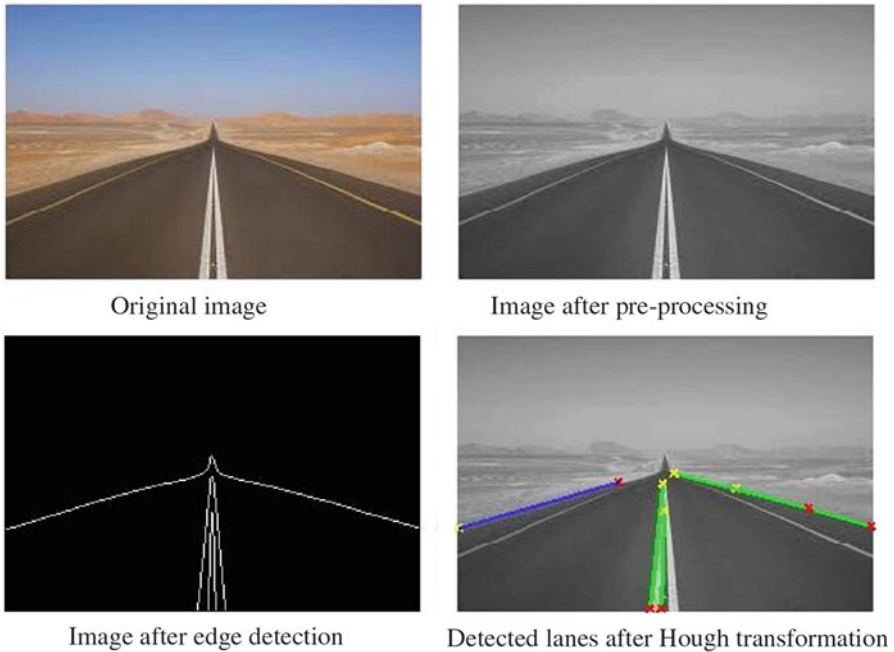 Original image
Image after pre-processing
Image after edge detection
Detected lanes after Hough transformation